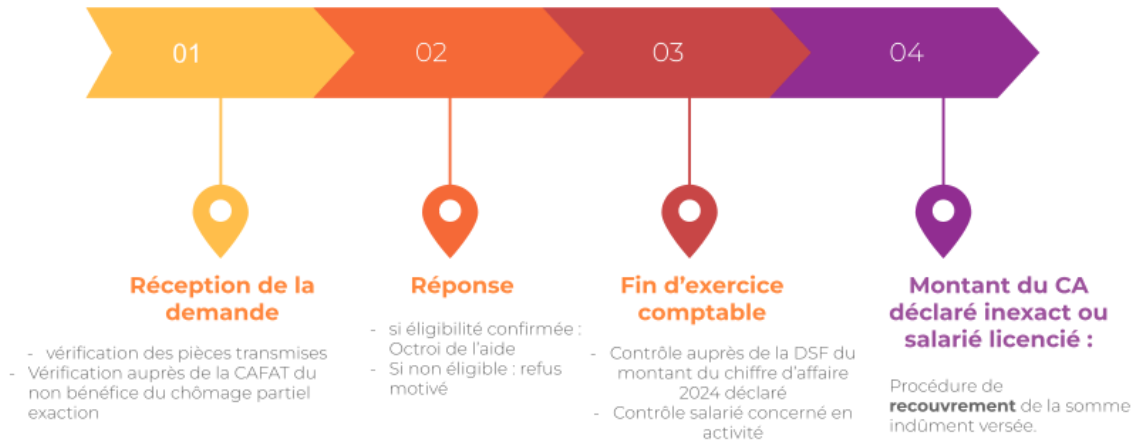 01
02
03
04
Réception de la
demande
- vérification des pièces transmises
- Vérification auprès de la CAFAT du
non bénéfice du chômage partiel
exaction
Réponse
- si éligibilité confirmée :
Octroi de l'aide
- Si non éligible : refus
motivé
Fin d'exercice
comptable
- Contrôle auprès de la DSF du
montant du chiffre d'affaire
2024 déclaré
- Contrôle salarié concerné en
activité
Montant du CA
déclaré inexact ou
salarié licencié :
Procédure de
recouvrement de la somme
indûment versée.